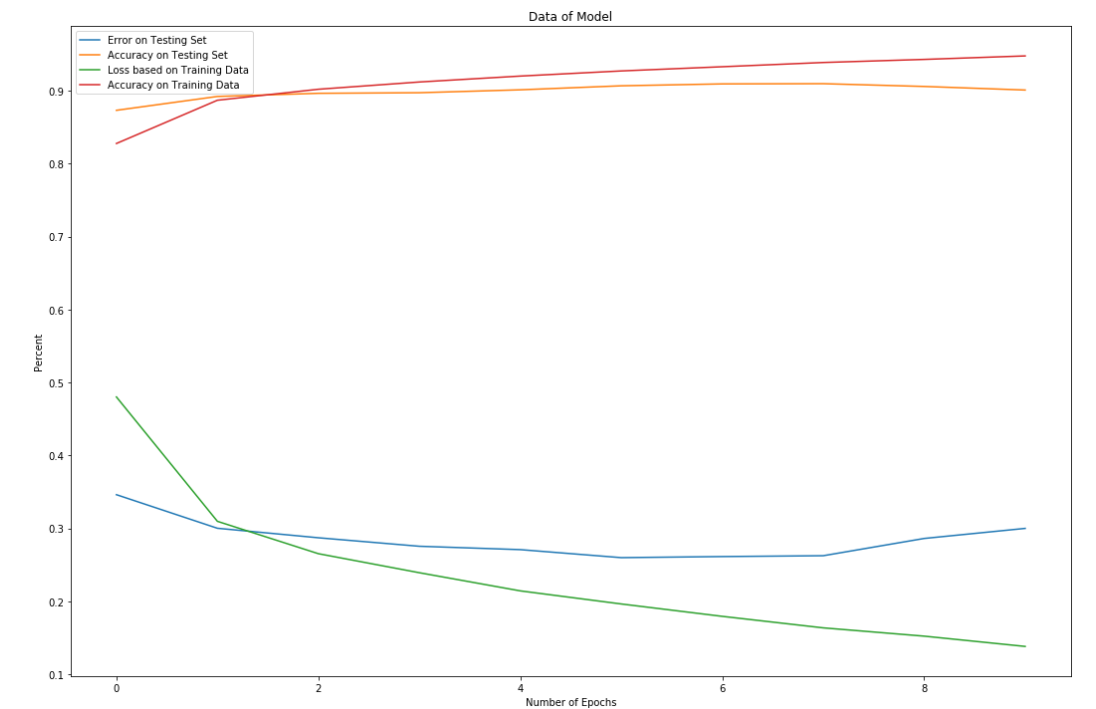 Data of Model
Error on Testing Set
Accuracy on Testing Set
Loss based on Training Data
Accuracy on Training Data
0.9
0.8
0.7
0.6
0.5
0.4
0.3
0.2
0.1
Percent
0 2 4 6 8
Number of Epochs